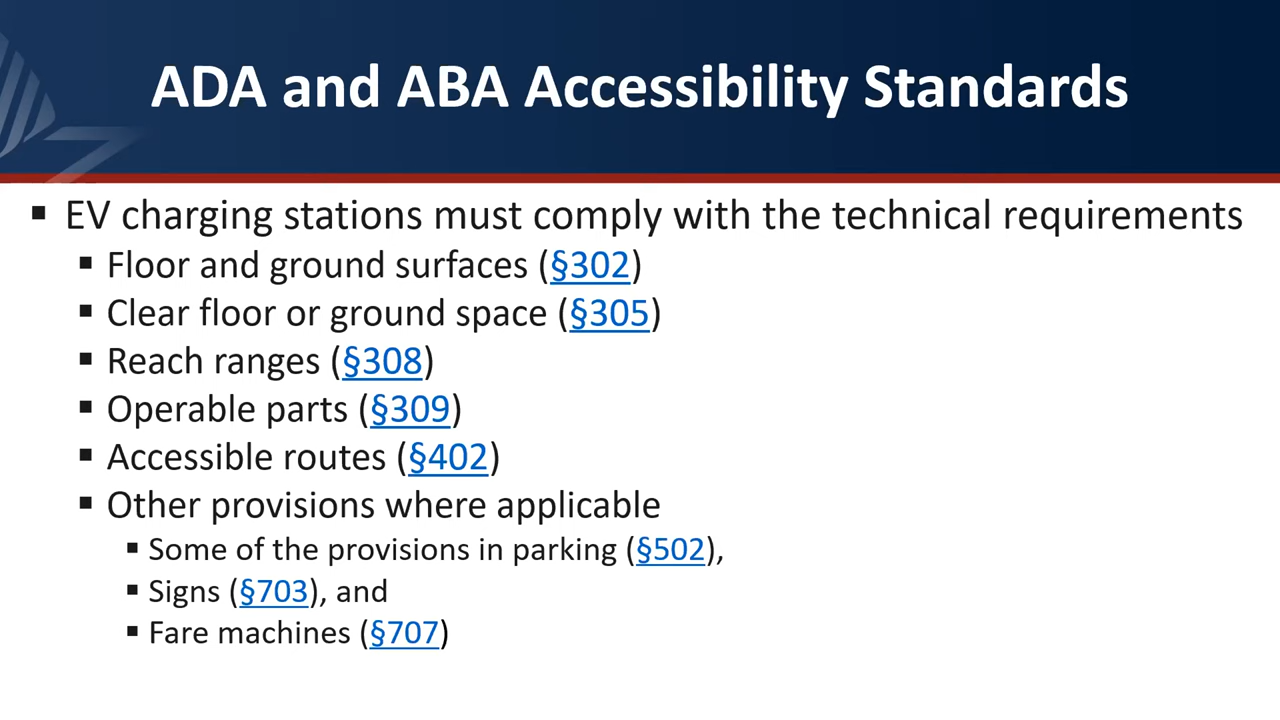 ADA and ABA Accessibility Standards
▪ EV charging stations must comply with the technical requirements
▪ Floor and ground surfaces (§302)
▪ Clear floor or ground space (§305)
▪ Reach ranges (§308)
▪ Operable parts (§309)
▪ Accessible routes (§402)
▪ Other provisions where applicable
▪ Some of the provisions in parking (§502),
▪ Signs (§703), and
▪ Fare machines (§707)